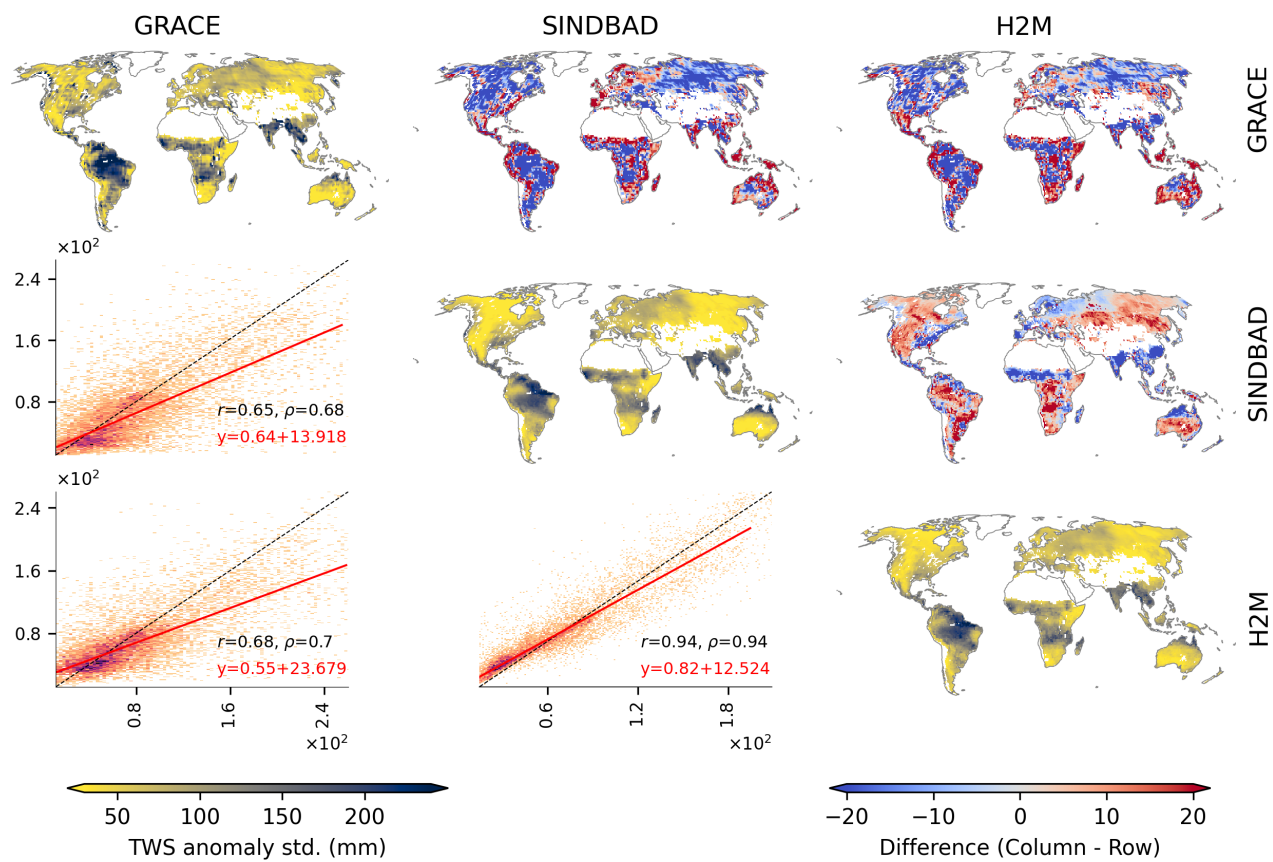 GRACE SINDBAD H2M
GRACE
×10²
2.4
1.6
0.8
r=0.65, ρ=0.68
y=0.64+13.918
SINDBAD
×10²
2.4
1.6
0.8
r=0.68, ρ=0.7
y=0.55+23.679
r=0.94, ρ=0.94
y=0.82+12.524
H2M
0.8 1.6 2.4
×10²
0.6 1.2 1.8
×10²
50 100 150 200
TWS anomaly std. (mm)
−20 −10 0 10 20
Difference (Column - Row)